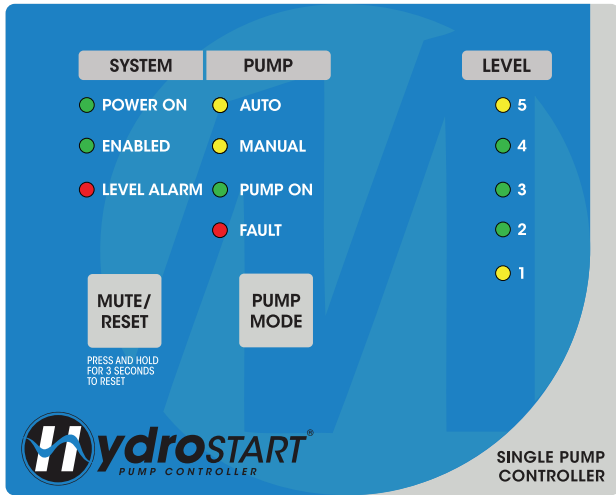 SYSTEM PUMP LEVEL
POWER ON AUTO 5
ENABLED MANUAL 4
LEVEL ALARM PUMP ON 3
FAULT 2
1
MUTE/
RESET
PUMP
MODE
PRESS AND HOLD
FOR 3 SECONDS
TO RESET
HydroSTART®
PUMP CONTROLLER
SINGLE PUMP
CONTROLLER